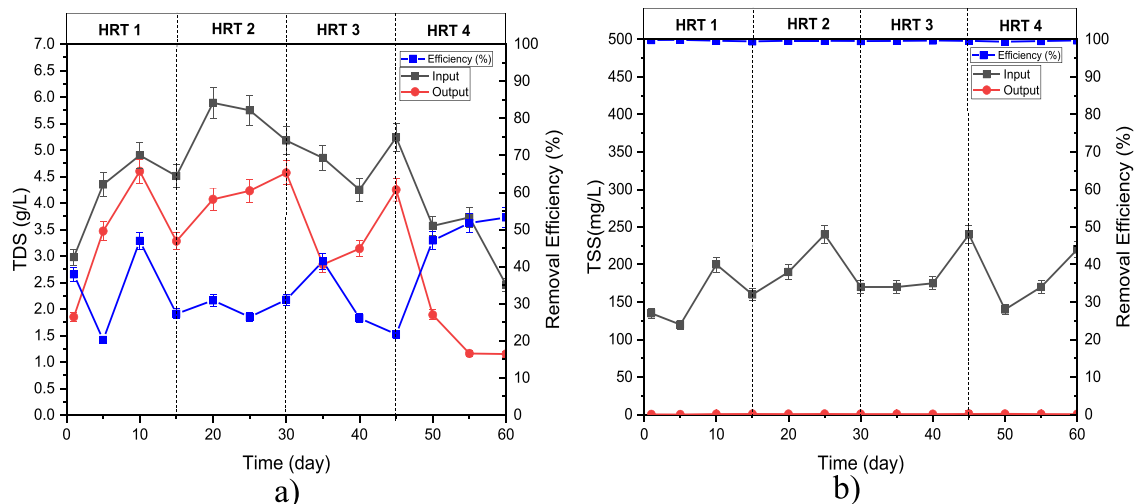 HRT 1 HRT 2 HRT 3 HRT 4
7.0
6.5
6.0
5.5
5.0
4.5
4.0
3.5
3.0
2.5
2.0
1.5
1.0
0.5
0.0
TDS (g/L)
Efficiency (%)
Input
Output
100
90
80
70
60
50
40
30
20
10
0
Removal Efficiency (%)
0 10 20 30 40 50 60
Time (day)
a)
HRT 1 HRT 2 HRT 3 HRT 4
500
450
400
350
300
250
200
150
100
50
0
TSS(mg/L)
Efficiency (%)
Input
Output
100
90
80
70
60
50
40
30
20
10
0
Removal Efficiency (%)
0 10 20 30 40 50 60
Time (day)
b)